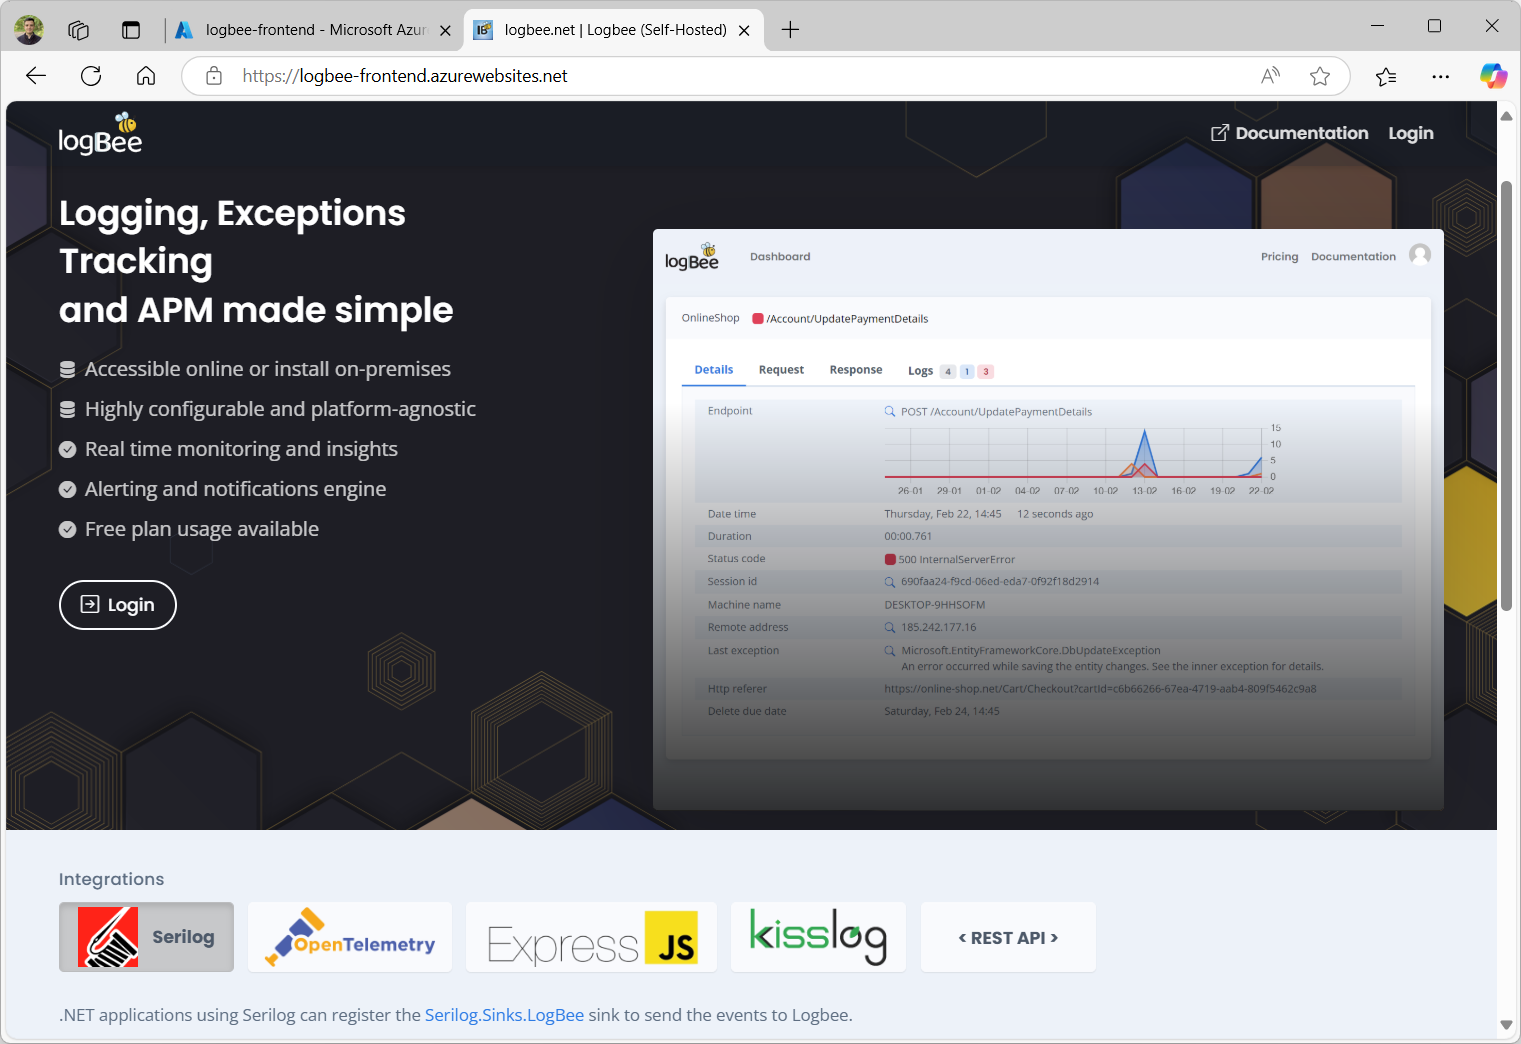 logbee-frontend - Microsoft Azur
logbee.net | Logbee (Self-Hosted)
https://logbee-frontend.azurewebsites.net
logBee
Documentation
Login
Logging, Exceptions
Tracking
and APM made simple
Accessible online or install on-premises
Highly configurable and platform-agnostic
Real time monitoring and insights
Alerting and notifications engine
Free plan usage available
Login
logBee
Dashboard
Pricing
Documentation
OnlineShop
/Account/UpdatePaymentDetails
Details
Request
Response
Logs 4 1 3
Endpoint
POST /Account/UpdatePaymentDetails
15
10
5
0
26-01 29-01 01-02 04-02 07-02 10-02 13-02 16-02 19-02 22-02
Date time
Thursday, Feb 22, 14:45 12 seconds ago
Duration
00:00.761
Status code
500 InternalServerError
Session id
690faa24-f9cd-06ed-eda7-0f92f18d2914
Machine name
DESKTOP-9HHSOFM
Remote address
185.242.177.16
Last exception
Microsoft.EntityFrameworkCore.DbUpdateException
An error occurred while saving the entity changes. See the inner exception for details.
Http referer
https://online-shop.net/Cart/Checkout?cartId=c6b66266-67ea-4719-aab4-809f5462c9a8
Delete due date
Saturday, Feb 24, 14:45
Integrations
Serilog
OpenTelemetry
Express JS
kisslog
< REST API >
.NET applications using Serilog can register the Serilog.Sinks.LogBee sink to send the events to Logbee.